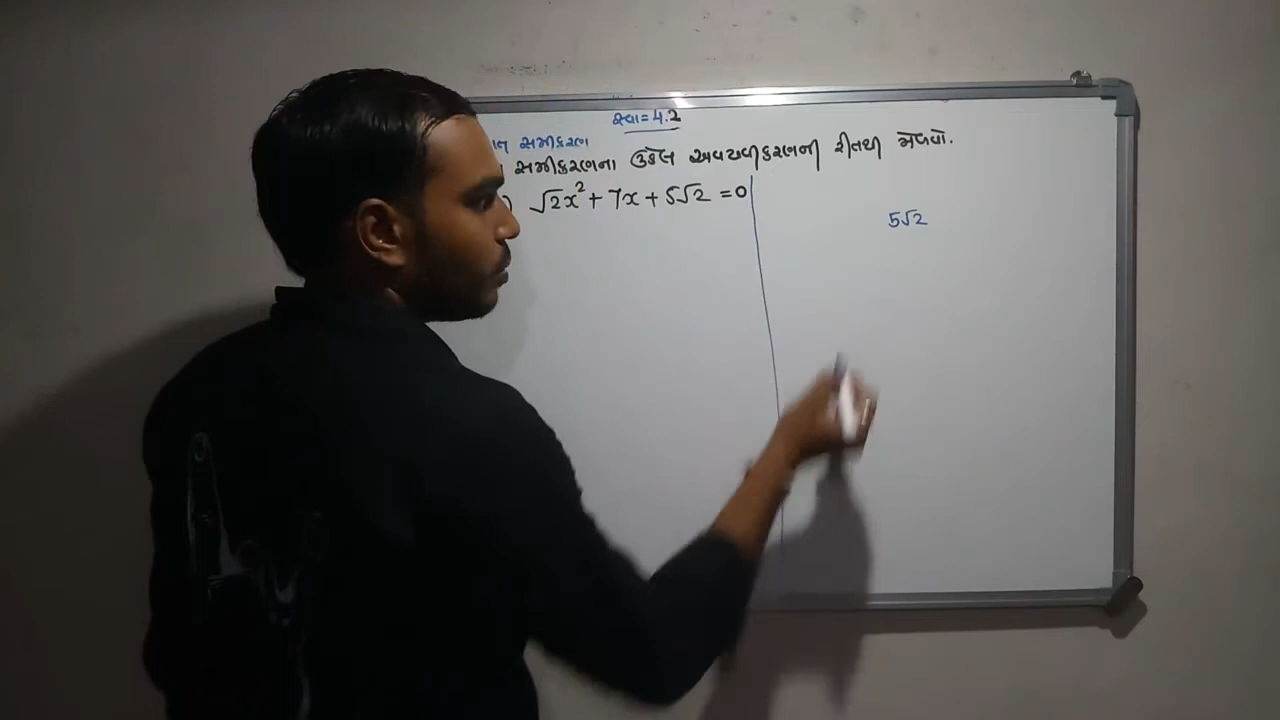 સ્વા = 4.2
સમીકરણ
સમીકરણના ઉકેલ અવયવીકરણની રીતથી મેળવો.
) √2x² + 7x + 5√2 = 0
5√2